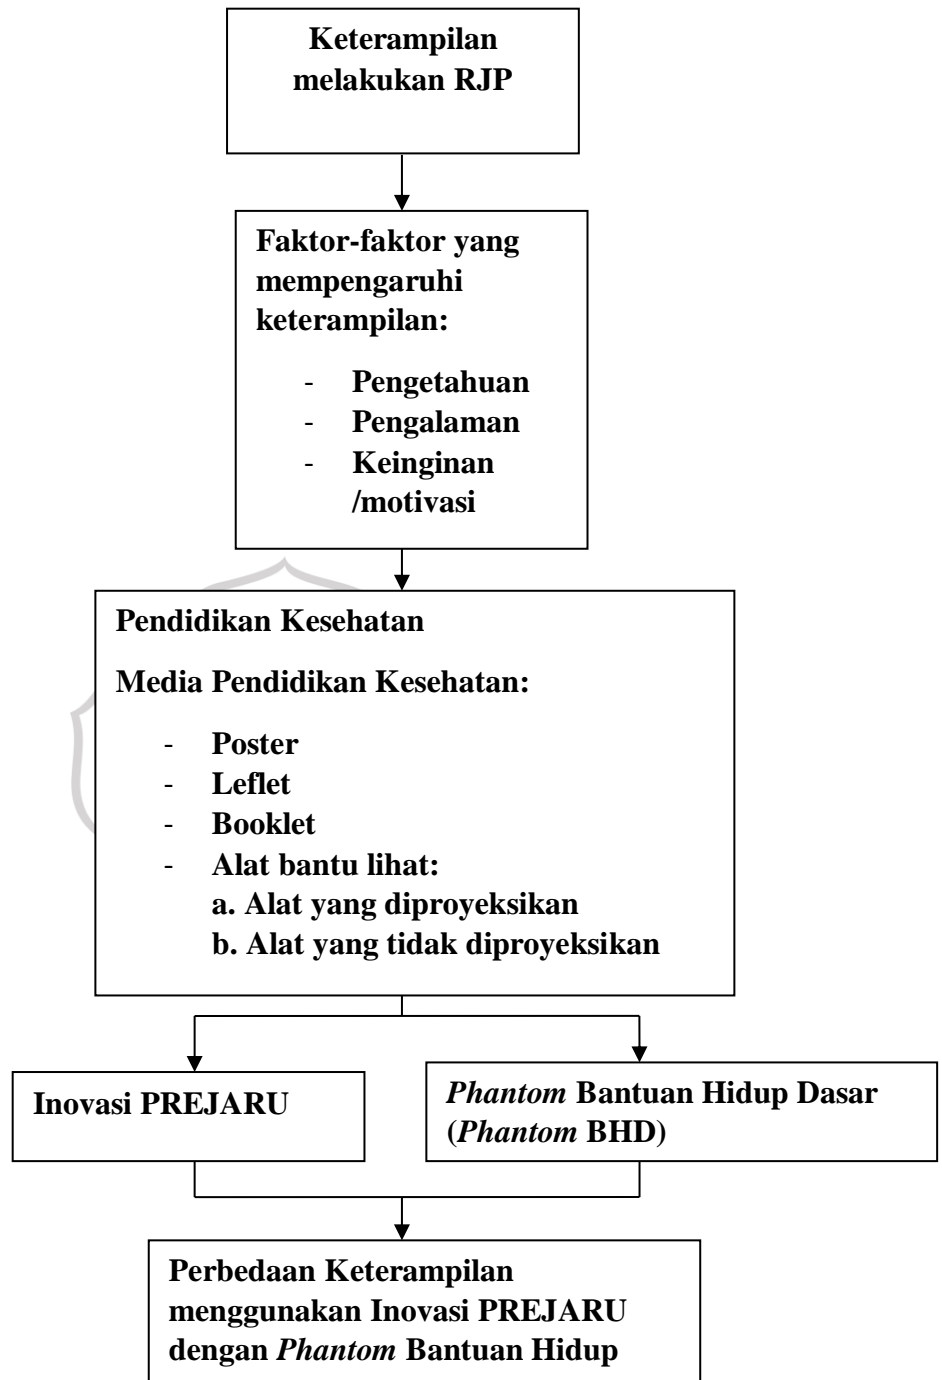 Keterampilan
melakukan RJP
Faktor-faktor yang
mempengaruhi
keterampilan:
- Pengetahuan
- Pengalaman
- Keinginan
/motivasi
Pendidikan Kesehatan
Media Pendidikan Kesehatan:
- Poster
- Leflet
- Booklet
- Alat bantu lihat:
a. Alat yang diproyeksikan
b. Alat yang tidak diproyeksikan
Inovasi PREJARU
Phantom Bantuan Hidup Dasar
(Phantom BHD)
Perbedaan Keterampilan
menggunakan Inovasi PREJARU
dengan Phantom Bantuan Hidup